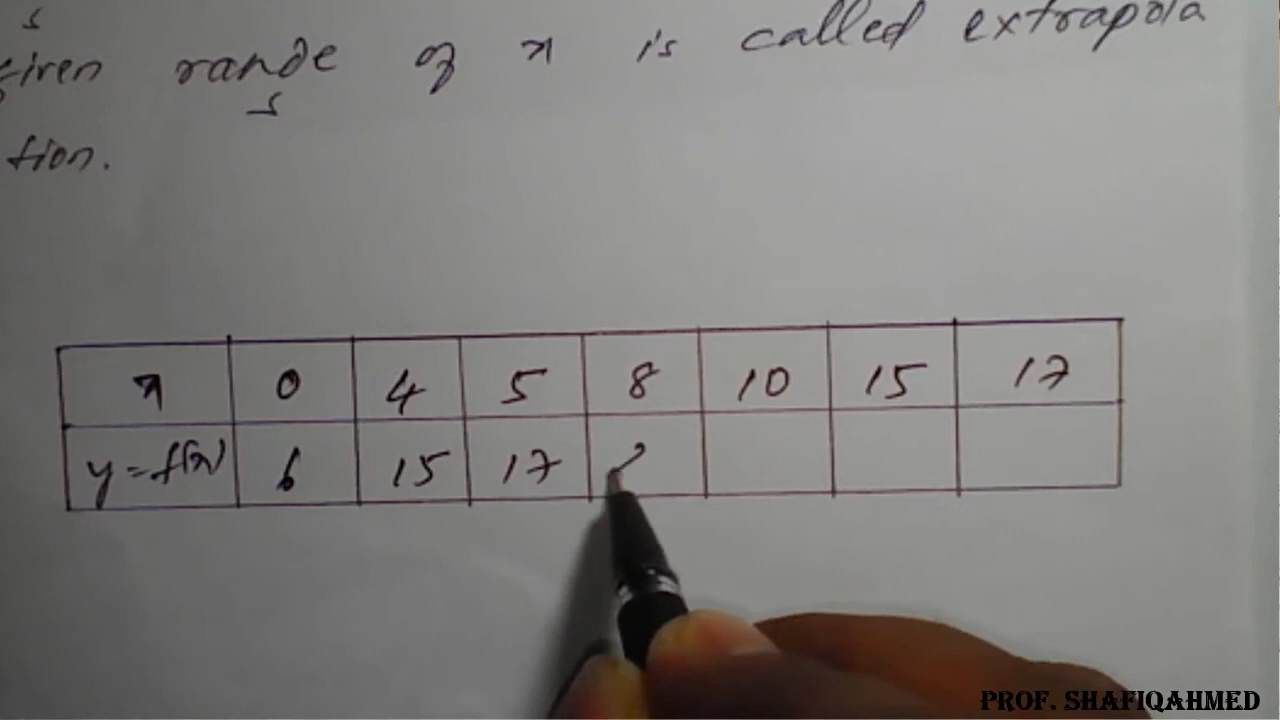 s
given range of x is called extrapola
s
tion.
x 0 4 5 8 10 15 17
y = f(x) 6 15 17
PROF. SHAFIQAHMED